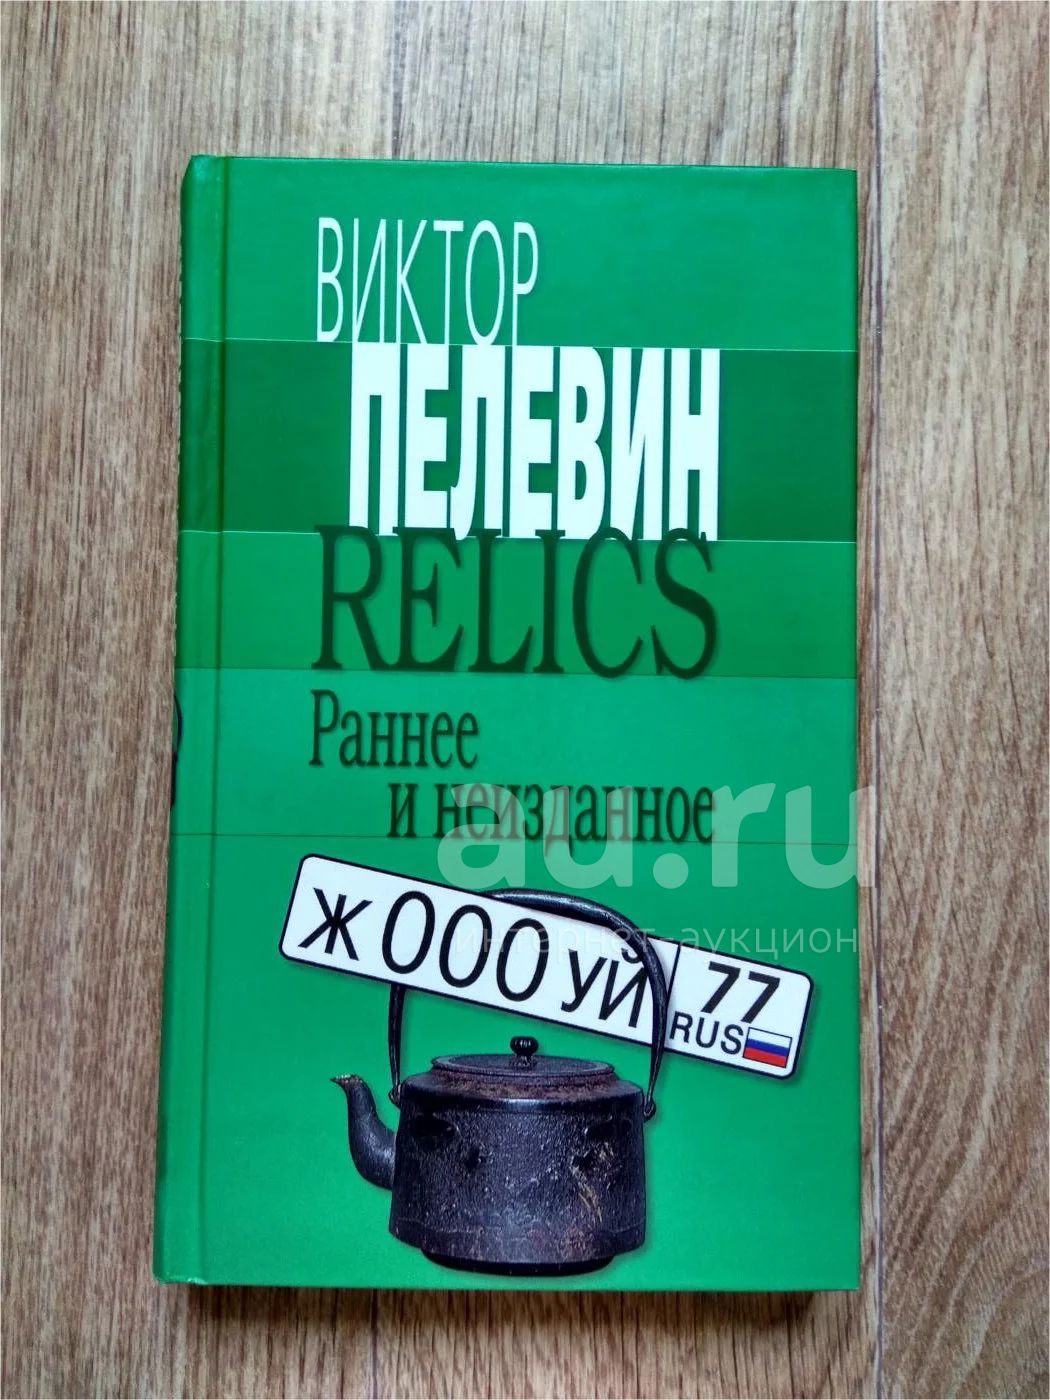 ВИКТОР
ПЕЛЕВИН
RELICS
Раннее
и неизданное
au.ru
интернет-аукцион
Ж 000 УЙ 77
RUS